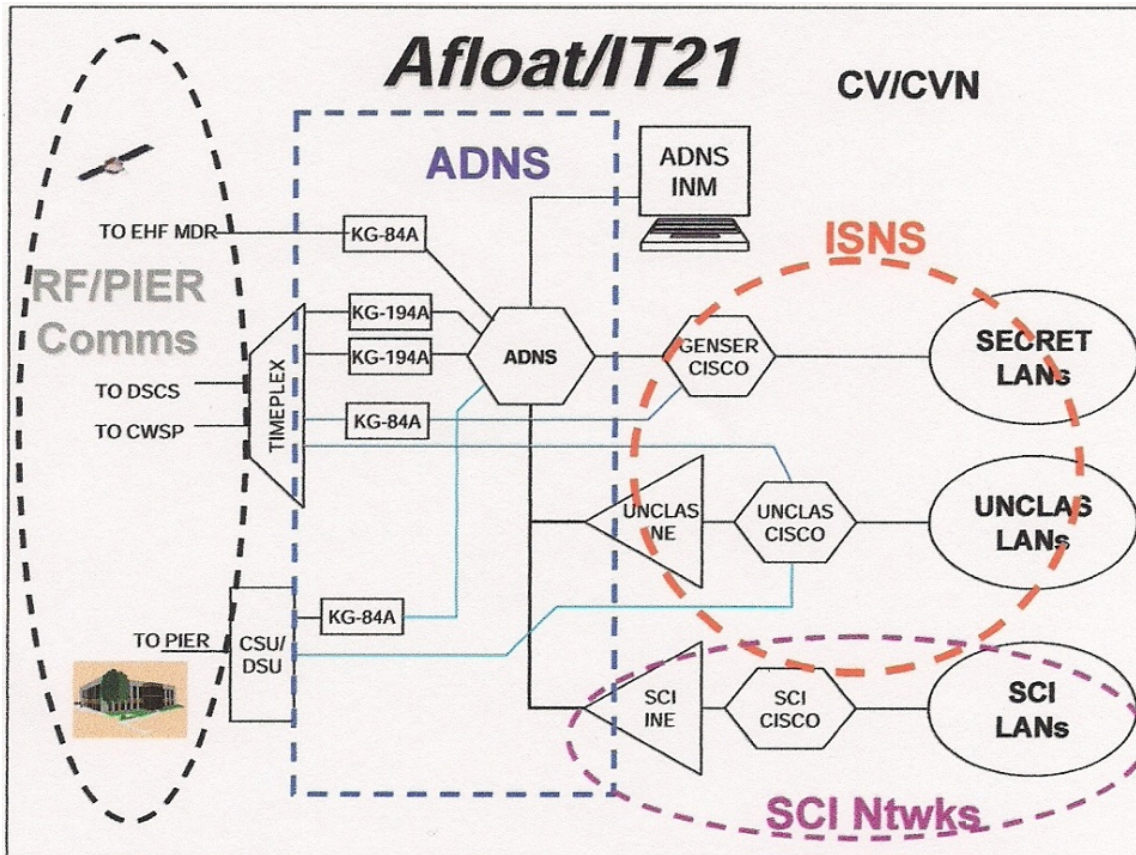 Afloat/IT21
CV/CVN
ADNS
ADNS
INM
ISNS
TO EHF MDR
KG-84A
RF/PIER
Comms
KG-194A
KG-194A
ADNS
GENSER
CISCO
SECRET
LANs
TO DSCS
TO CWSP
TIMEPLEX
KG-84A
UNCLAS
INE
UNCLAS
CISCO
UNCLAS
LANs
TO PIER
CSU/
DSU
KG-84A
SCI
INE
SCI
CISCO
SCI
LANs
SCI Ntwks